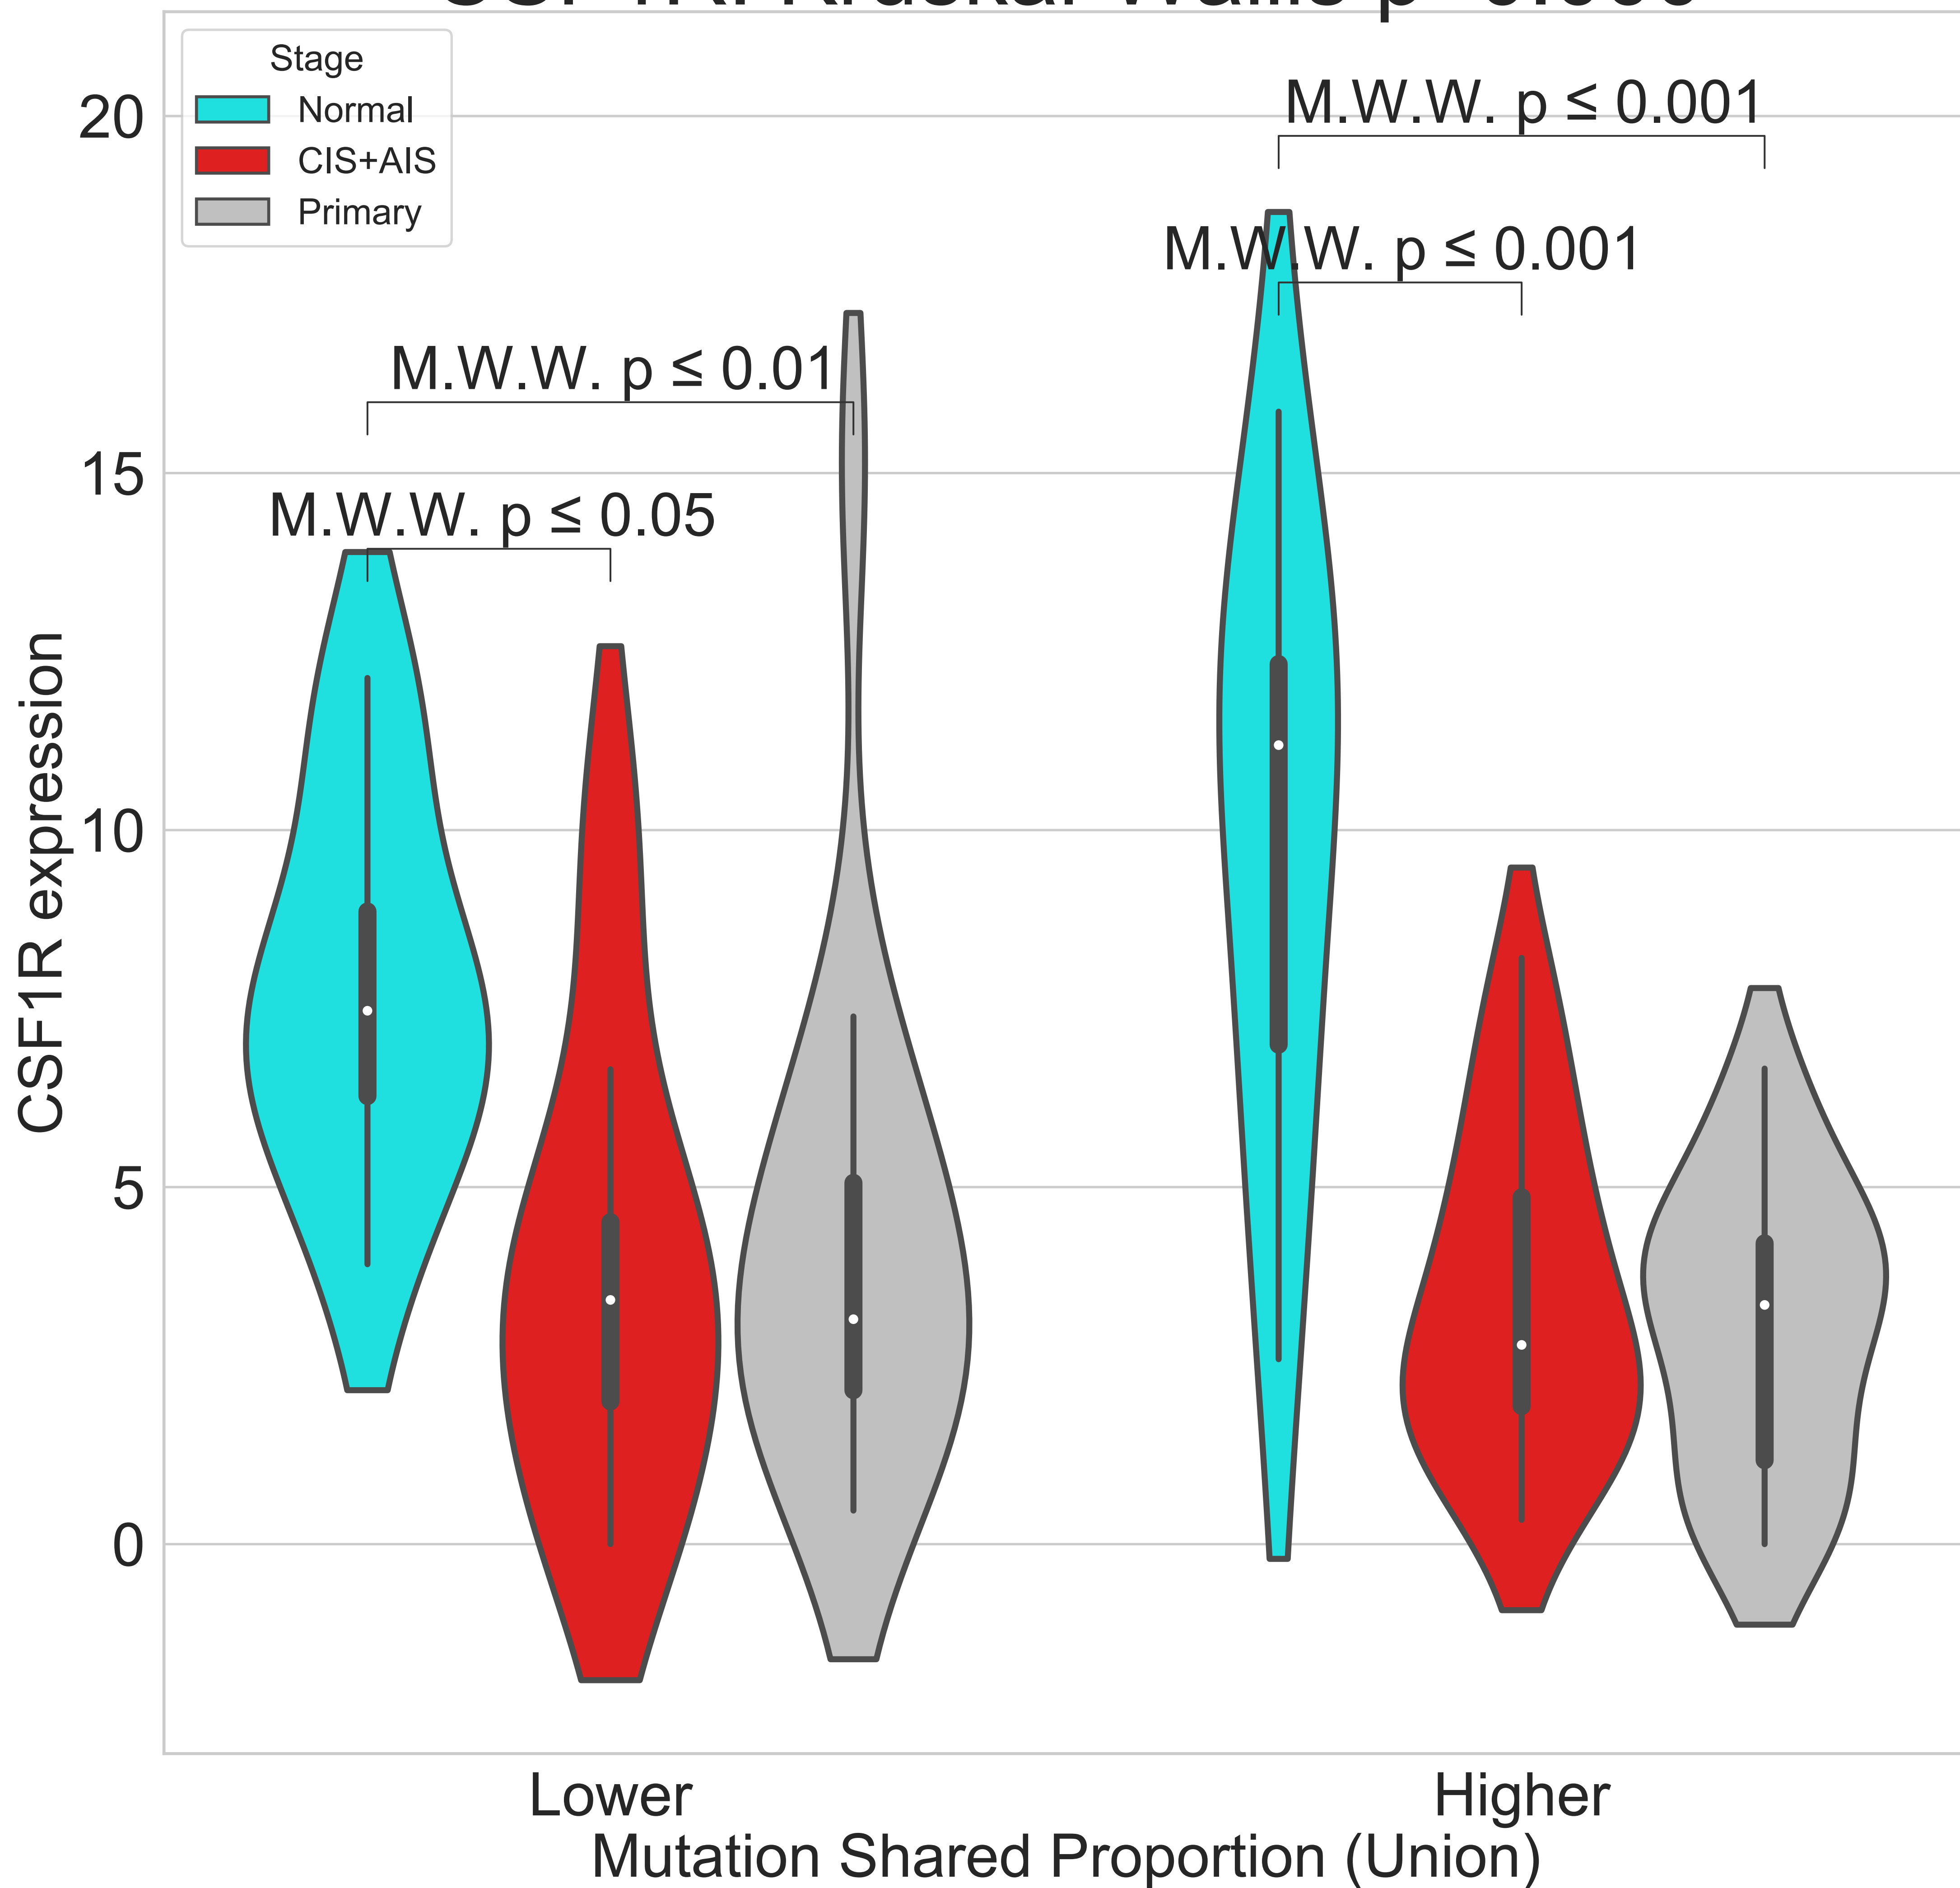 Stage
Normal
CIS+AIS
Primary
M.W.W. p ≤ 0.001
M.W.W. p ≤ 0.001
M.W.W. p ≤ 0.01
M.W.W. p ≤ 0.05
20
15
10
5
0
CSF1R expression
Lower
Higher
Mutation Shared Proportion (Union)